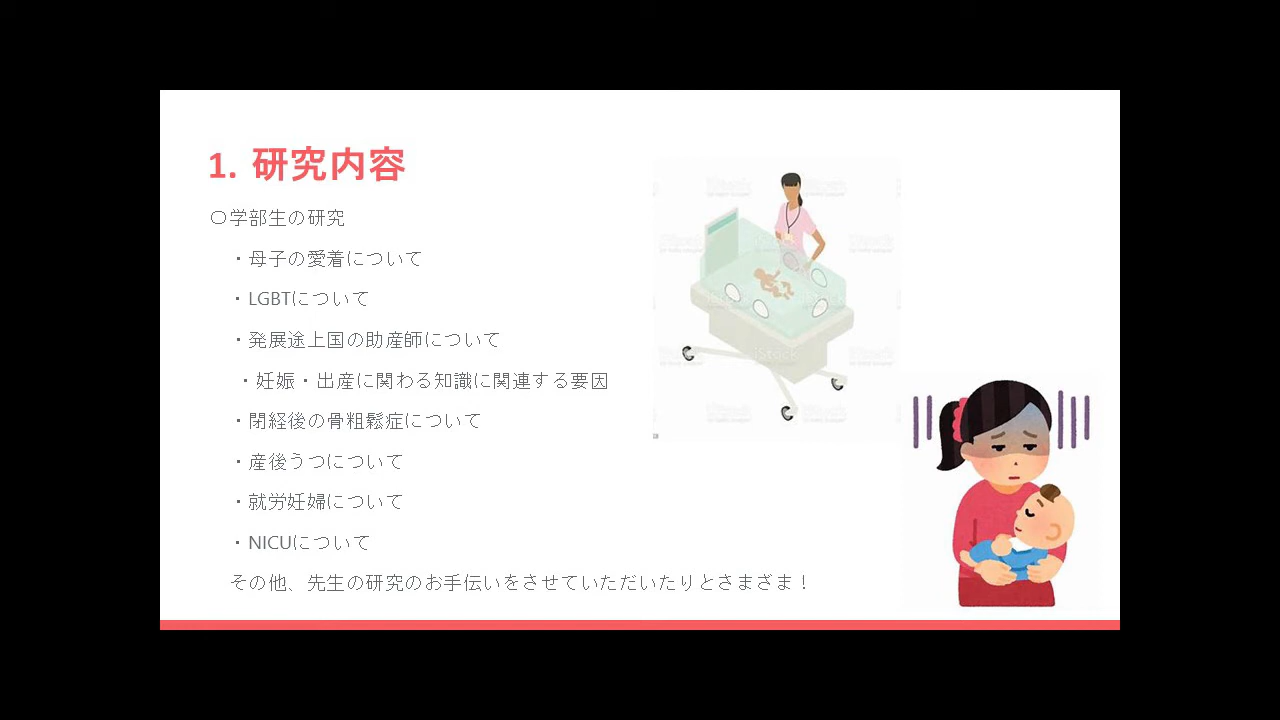 1. 研究内容
〇学部生の研究
・母子の愛着について
・LGBTについて
・発展途上国の助産師について
・妊娠・出産に関わる知識に関連する要因
・閉経後の骨粗鬆症について
・産後うつについて
・就労妊婦について
・NICUについて
その他、先生の研究のお手伝いをさせていただいたりとさまざま！
iStock